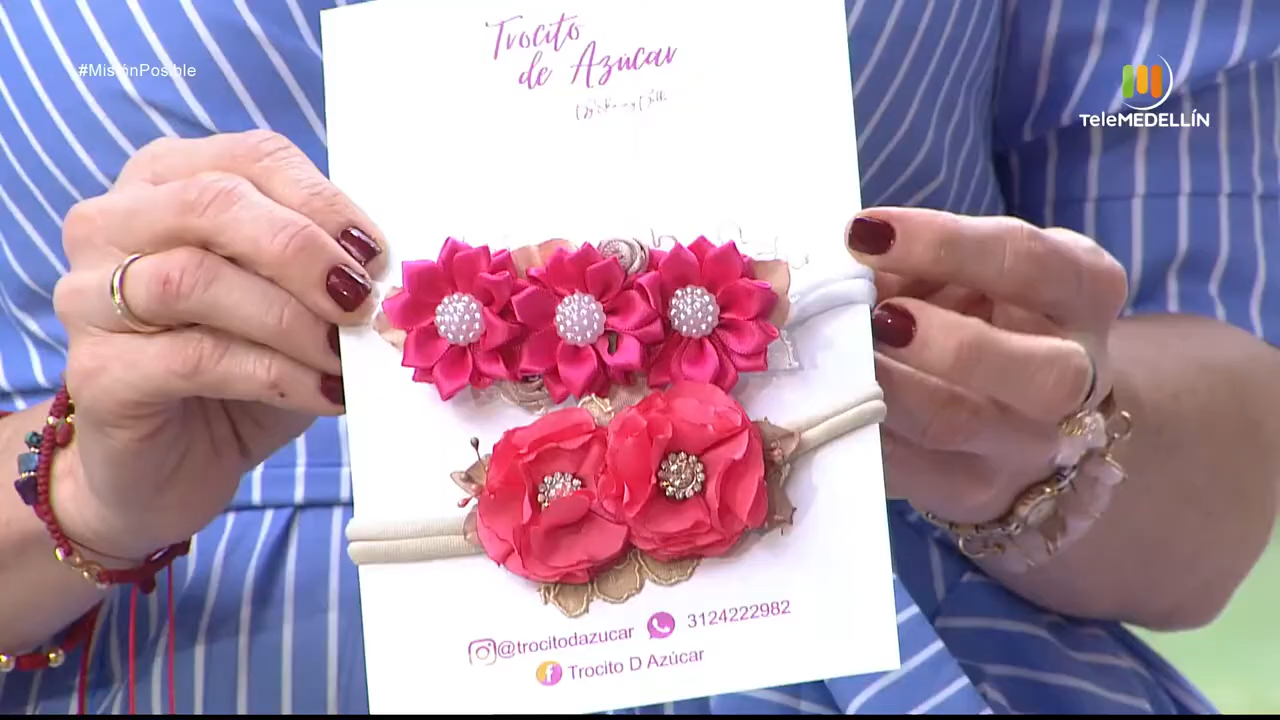 #MisiónPosible
TeleMEDELLÍN
Trocito
de Azúcar
@trocitodazucar 3124222982
Trocito D Azúcar